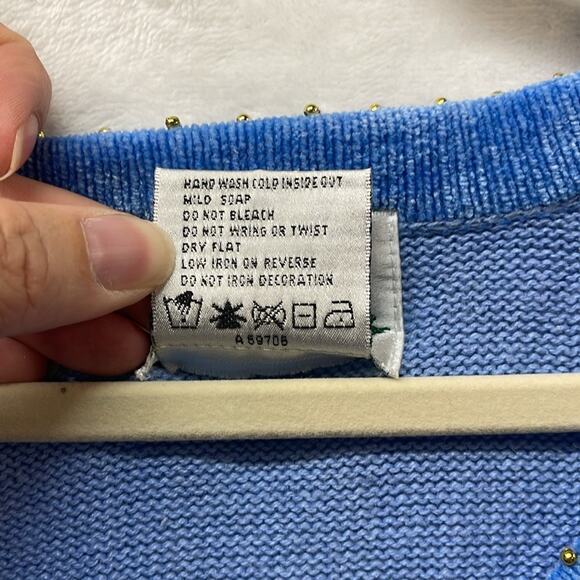 HAND WASH COLD INSIDE OUT
MILD SOAP
DO NOT BLEACH
DO NOT WRING OR TWIST
DRY FLAT
LOW IRON ON REVERSE
DO NOT IRON DECORATION
A 69706